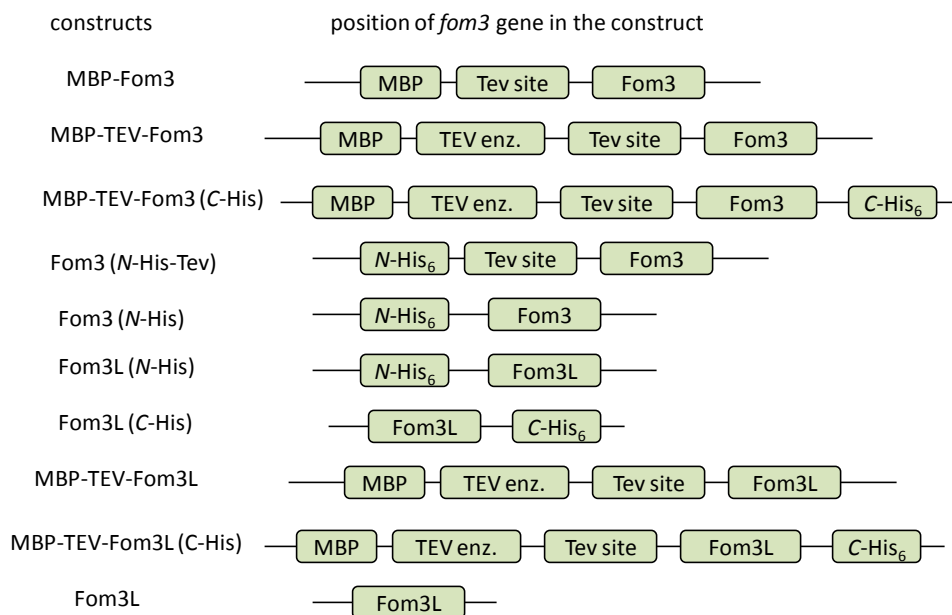 constructs position of fom3 gene in the construct
MBP-Fom3 MBP Tev site Fom3
MBP-TEV-Fom3 MBP TEV enz. Tev site Fom3
MBP-TEV-Fom3 (C-His) MBP TEV enz. Tev site Fom3 C-His₆
Fom3 (N-His-Tev) N-His₆ Tev site Fom3
Fom3 (N-His) N-His₆ Fom3
Fom3L (N-His) N-His₆ Fom3L
Fom3L (C-His) Fom3L C-His₆
MBP-TEV-Fom3L MBP TEV enz. Tev site Fom3L
MBP-TEV-Fom3L (C-His) MBP TEV enz. Tev site Fom3L C-His₆
Fom3L Fom3L